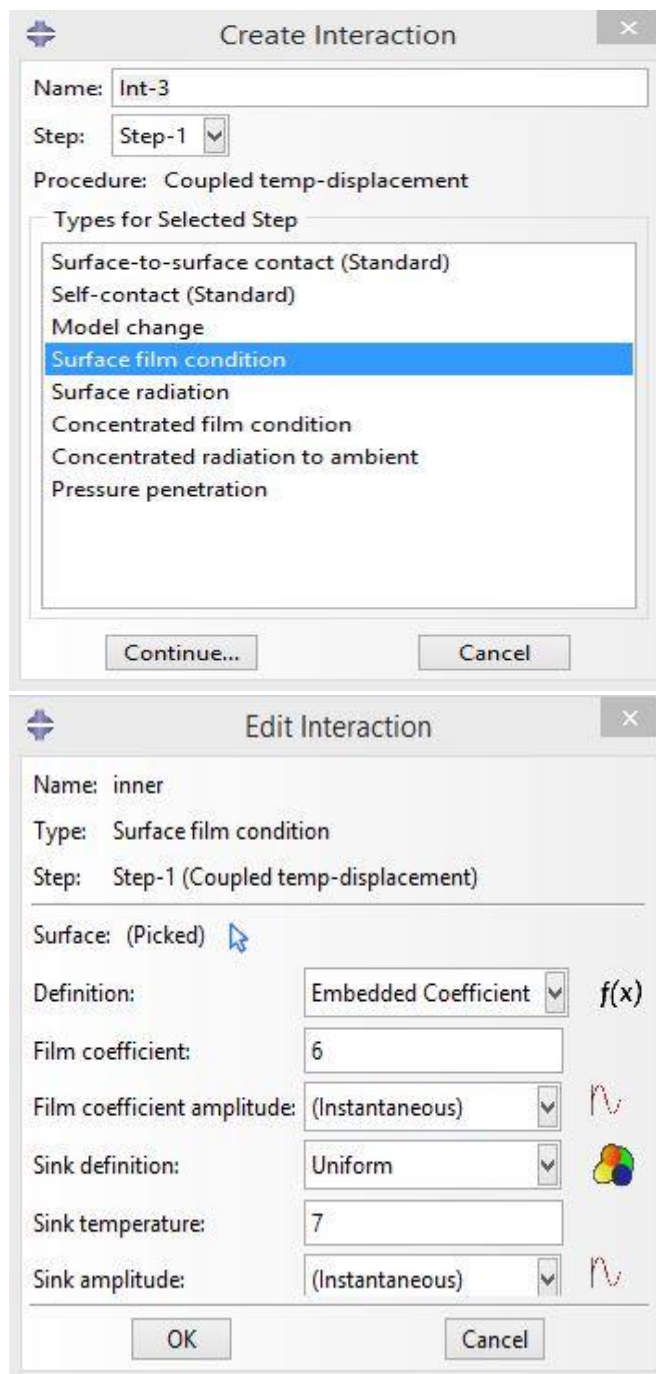 Create Interaction
Name: Int-3
Step: Step-1
Procedure: Coupled temp-displacement
Types for Selected Step
Surface-to-surface contact (Standard)
Self-contact (Standard)
Model change
Surface film condition
Surface radiation
Concentrated film condition
Concentrated radiation to ambient
Pressure penetration
Continue... Cancel
Edit Interaction
Name: inner
Type: Surface film condition
Step: Step-1 (Coupled temp-displacement)
Surface: (Picked)
Definition: Embedded Coefficient f(x)
Film coefficient: 6
Film coefficient amplitude: (Instantaneous)
Sink definition: Uniform
Sink temperature: 7
Sink amplitude: (Instantaneous)
OK Cancel